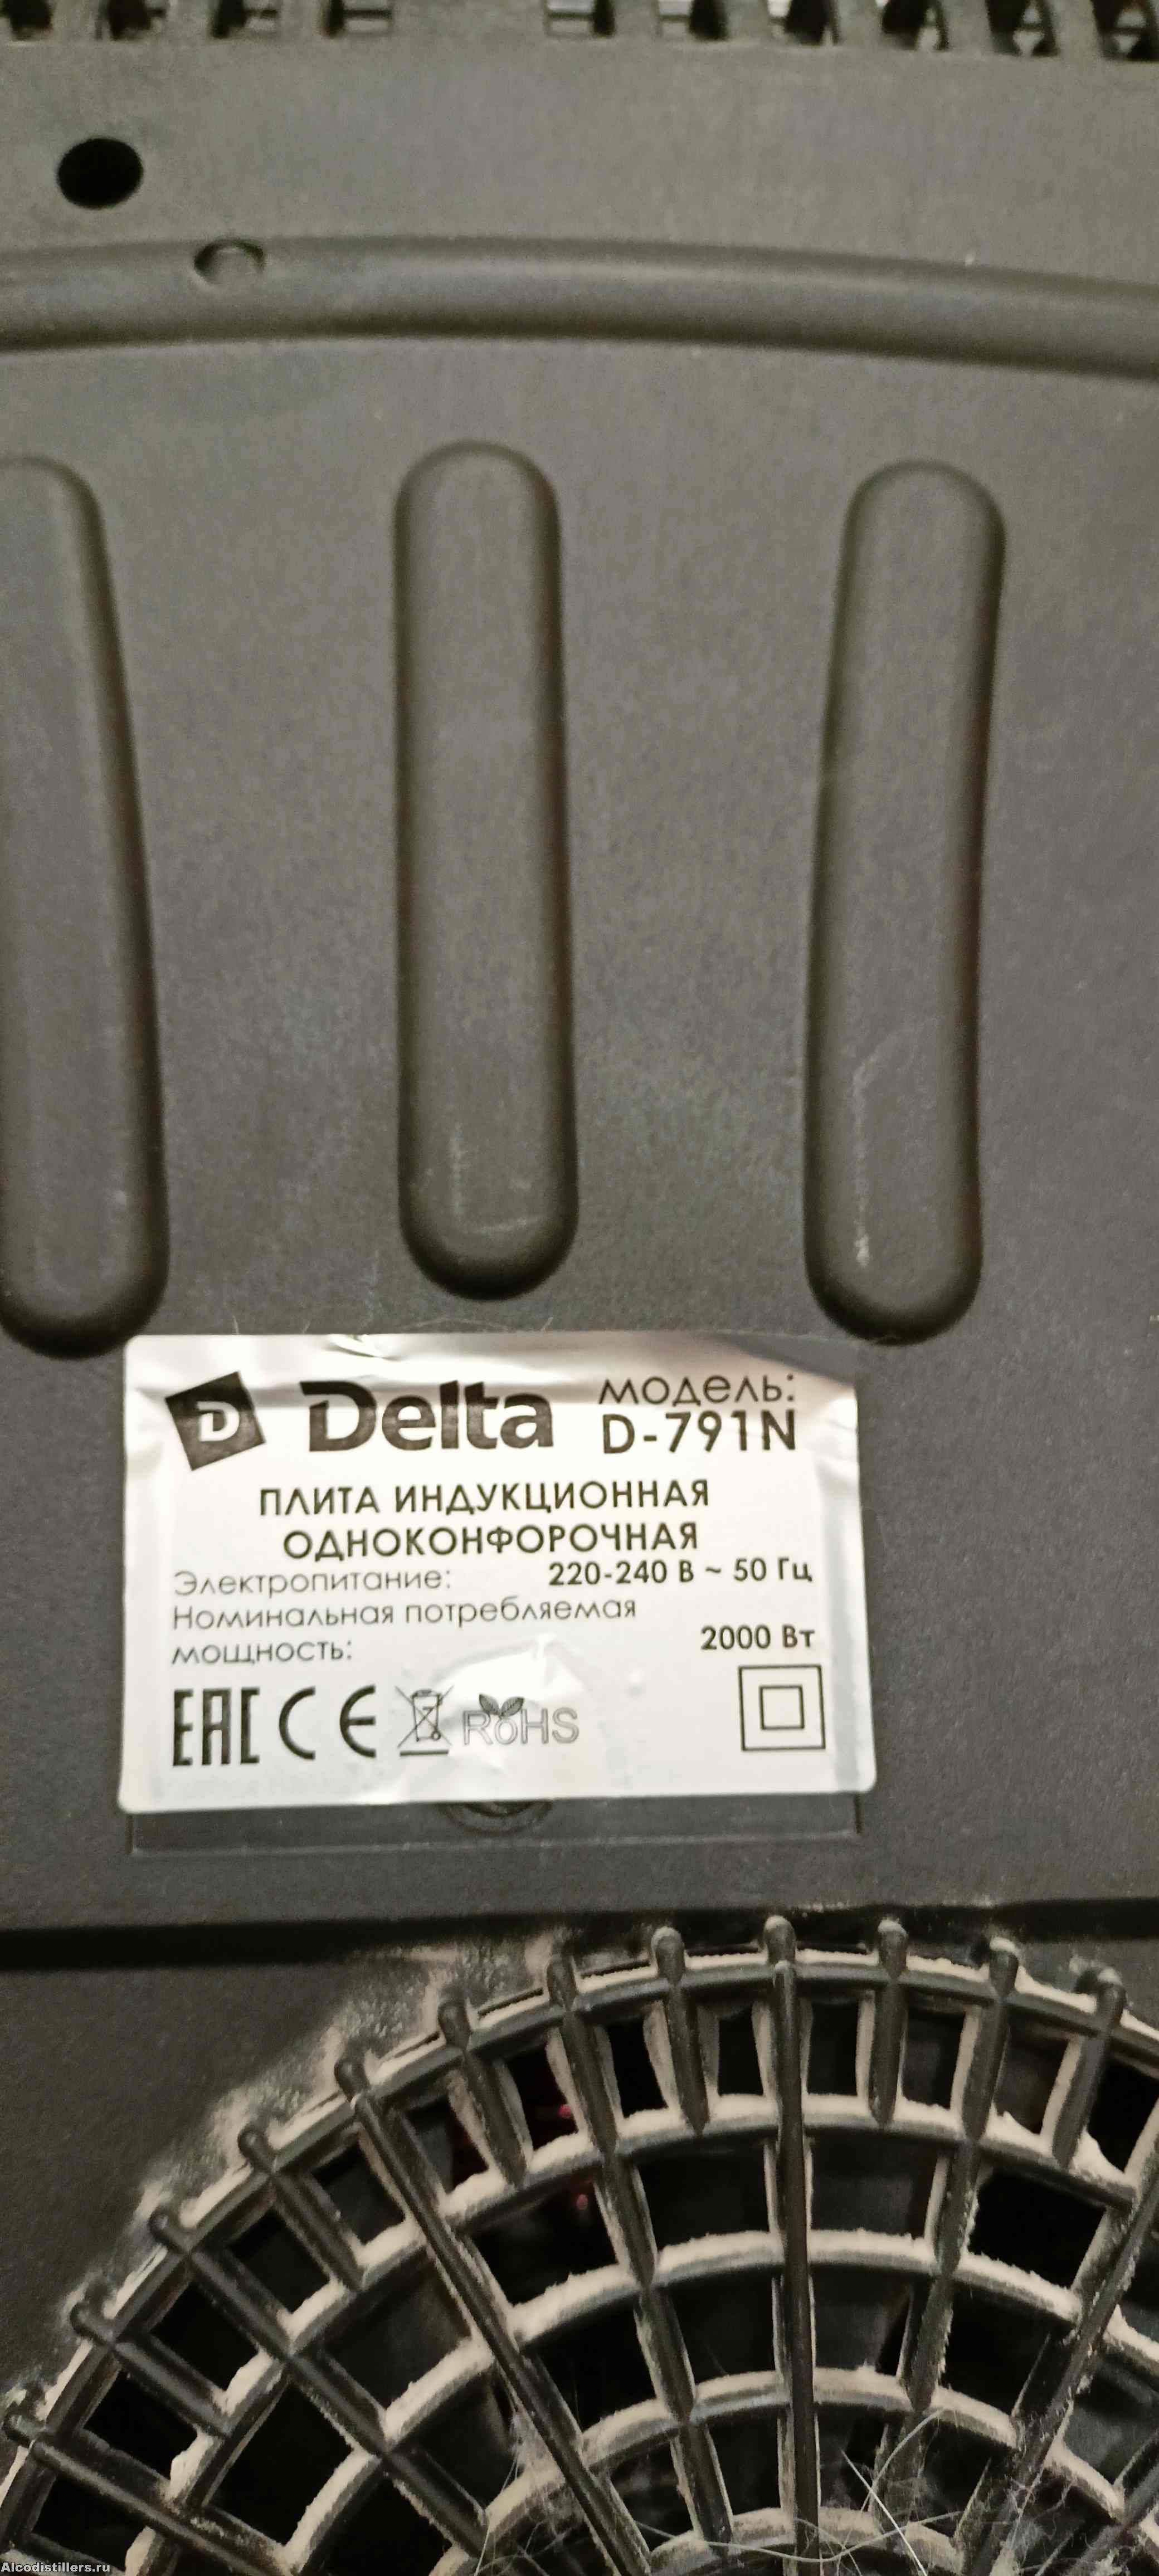 D Delta
модель:
D-791N
ПЛИТА ИНДУКЦИОННАЯ
ОДНОКОНФОРОЧНАЯ
Электропитание: 220-240 В ~ 50 Гц
Номинальная потребляемая
мощность: 2000 Вт
EAC CE RoHS
Alcodistillers.ru